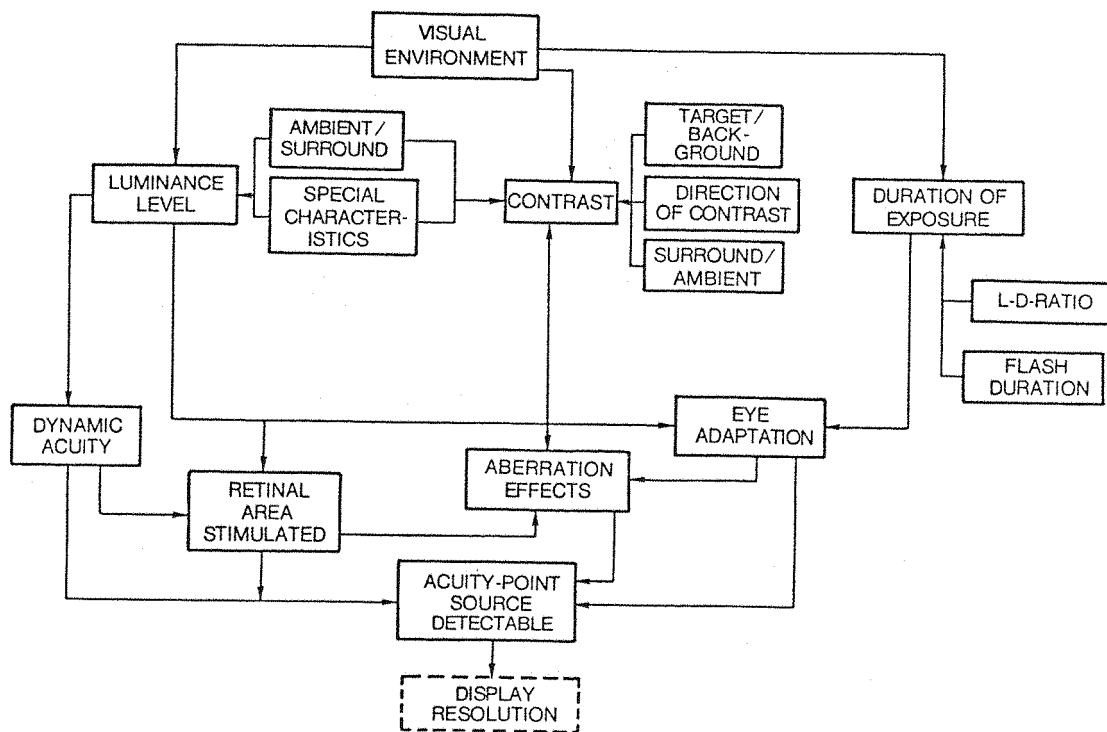 VISUAL
ENVIRONMENT
AMBIENT/
SURROUND
TARGET/
BACK-
GROUND
LUMINANCE
LEVEL
SPECIAL
CHARACTER-
ISTICS
CONTRAST
DIRECTION
OF CONTRAST
DURATION OF
EXPOSURE
SURROUND/
AMBIENT
L-D-RATIO
FLASH
DURATION
DYNAMIC
ACUITY
EYE
ADAPTATION
RETINAL
AREA
STIMULATED
ABERRATION
EFFECTS
ACUITY-POINT
SOURCE
DETECTABLE
DISPLAY
RESOLUTION